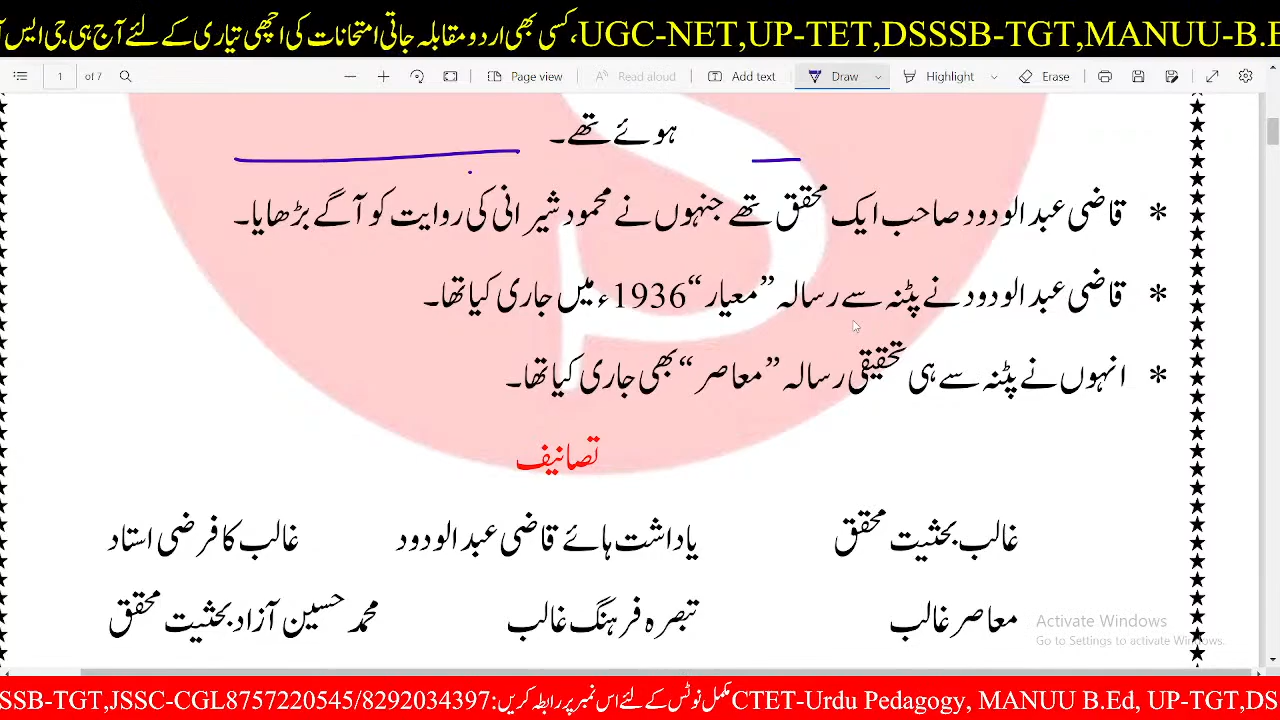 UGC-NET,UP-TET,DSSSB-TGT,MANUU-B.Ed، کسی بھی اردو مقابلہ جاتی امتحانات کی اچھی تیاری کے لئے آج ہی جی ایس آ
1 of 7 Page view Read aloud Add text Draw Highlight Erase
ہوئے تھے۔
* قاضی عبدالودود صاحب ایک محقق تھے جنہوں نے محمود شیرانی کی روایت کو آگے بڑھایا۔
* قاضی عبدالودود نے پٹنہ سے رسالہ ”معیار“ 1936ء میں جاری کیا تھا۔
* انہوں نے پٹنہ سے ہی تحقیقی رسالہ ”معاصر“ بھی جاری کیا تھا۔
تصانیف
غالب بحثیت محقق یاداشت ہائے قاضی عبدالودود غالب کا فرضی استاد
معاصر غالب تبصرہ فرہنگ غالب محمد حسین آزاد بحثیت محقق
Activate Windows
Go to Settings to activate Windows.
SSB-TGT,JSSC-CGL مکمل نوٹس کے لئے اس نمبر پر رابطہ کریں:8757220545/8292034397 CTET-Urdu Pedagogy, MANUU B.Ed, UP-TGT,DS